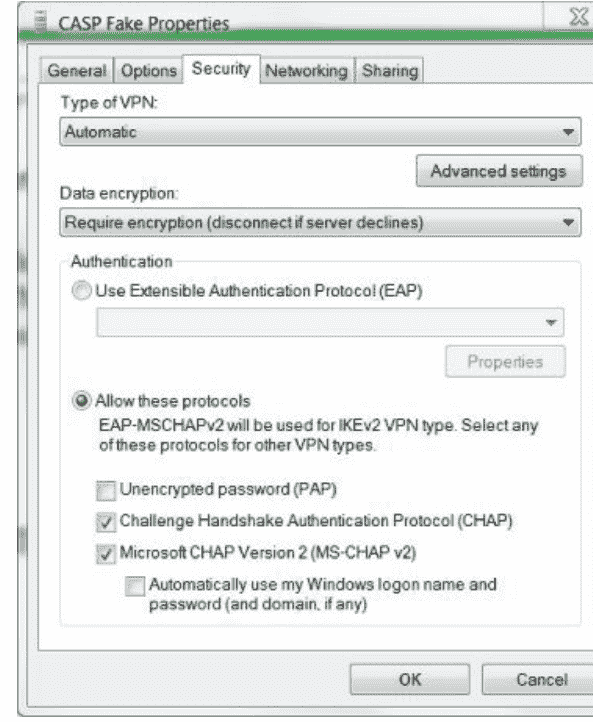 CASP Fake Properties
General Options Security Networking Sharing
Type of VPN:
Automatic
Advanced settings
Data encryption:
Require encryption (disconnect if server declines)
Authentication
Use Extensible Authentication Protocol (EAP)
Properties
Allow these protocols
EAP-MSCHAPv2 will be used for IKEv2 VPN type. Select any
of these protocols for other VPN types.
Unencrypted password (PAP)
Challenge Handshake Authentication Protocol (CHAP)
Microsoft CHAP Version 2 (MS-CHAP v2)
Automatically use my Windows logon name and
password (and domain, if any)
OK Cancel